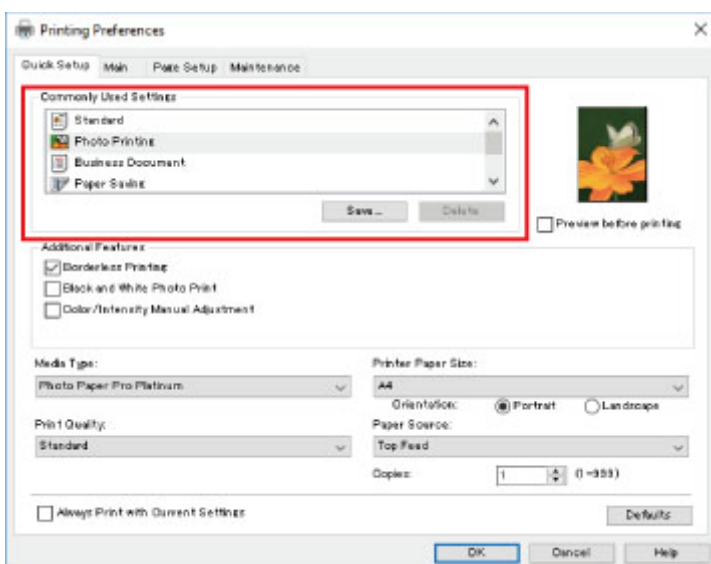 Printing Preferences
Quick Setup Main Page Setup Maintenance
Commonly Used Settings
Standard
Photo Printing
Business Document
Paper Saving
Save... Delete
Preview before printing
Additional Features
Borderless Printing
Black and White Photo Print
Color/Intensity Manual Adjustment
Media Type: Printer Paper Size:
Photo Paper Pro Platinum A4
Orientation: Portrait Landscape
Print Quality: Paper Source:
Standard Top Feed
Copies: 1 (1-999)
Always Print with Current Settings Defaults
OK Cancel Help